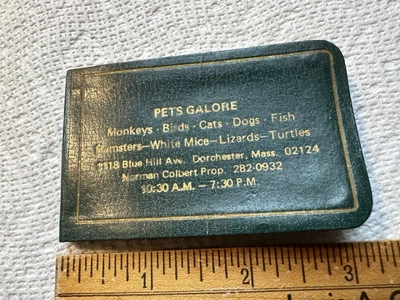 PETS GALORE
Monkeys · Birds · Cats · Dogs · Fish
Hamsters—White Mice—Lizards—Turtles
1118 Blue Hill Ave. Dorchester, Mass. 02124
Norman Colbert Prop. 282-0932
10:30 A.M. — 7:30 P.M.
1 2 3 4